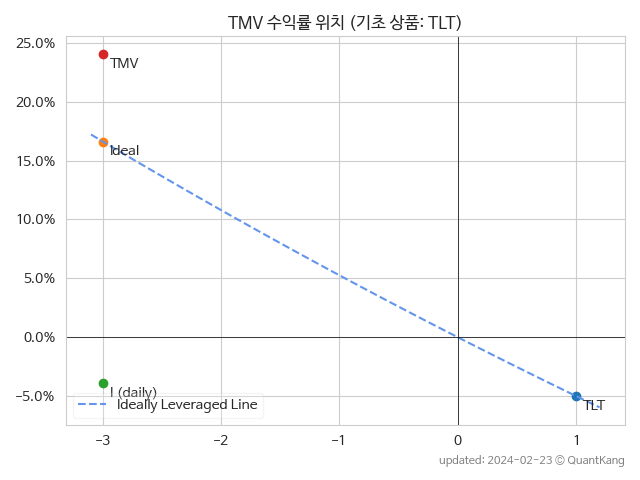 TMV 수익률 위치 (기초 상품: TLT)
25.0%
TMV
20.0%
Ideal
15.0%
10.0%
5.0%
0.0%
I (daily)
-5.0%
Ideally Leveraged Line
TLT
-3
-2
-1
0
1
updated: 2024-02-23 © QuantKang